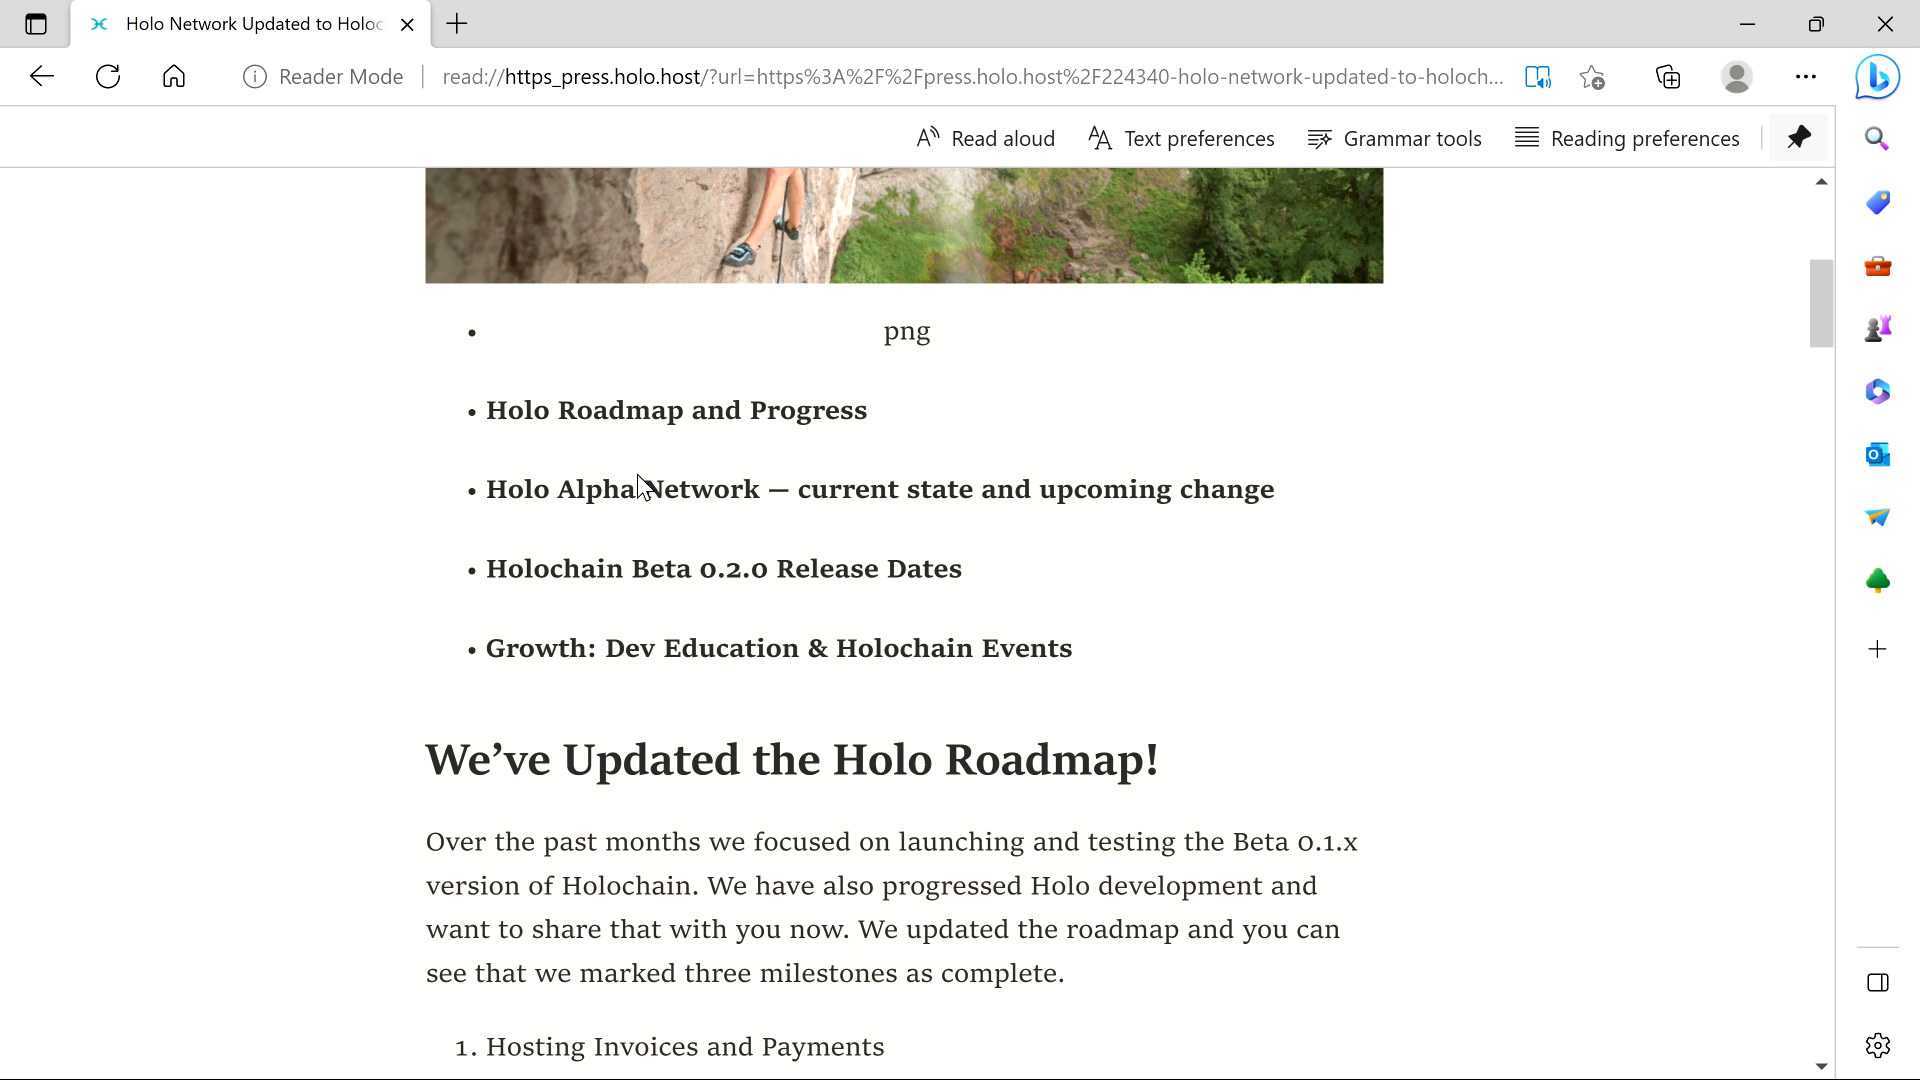 Holo Network Updated to Holoc
Reader Mode
read://https_press.holo.host/?url=https%3A%2F%2Fpress.holo.host%2F224340-holo-network-updated-to-holoch...
Read aloud
Text preferences
Grammar tools
Reading preferences
• png
• Holo Roadmap and Progress
• Holo Alpha Network — current state and upcoming change
• Holochain Beta 0.2.0 Release Dates
• Growth: Dev Education & Holochain Events
We’ve Updated the Holo Roadmap!
Over the past months we focused on launching and testing the Beta 0.1.x
version of Holochain. We have also progressed Holo development and
want to share that with you now. We updated the roadmap and you can
see that we marked three milestones as complete.
1. Hosting Invoices and Payments